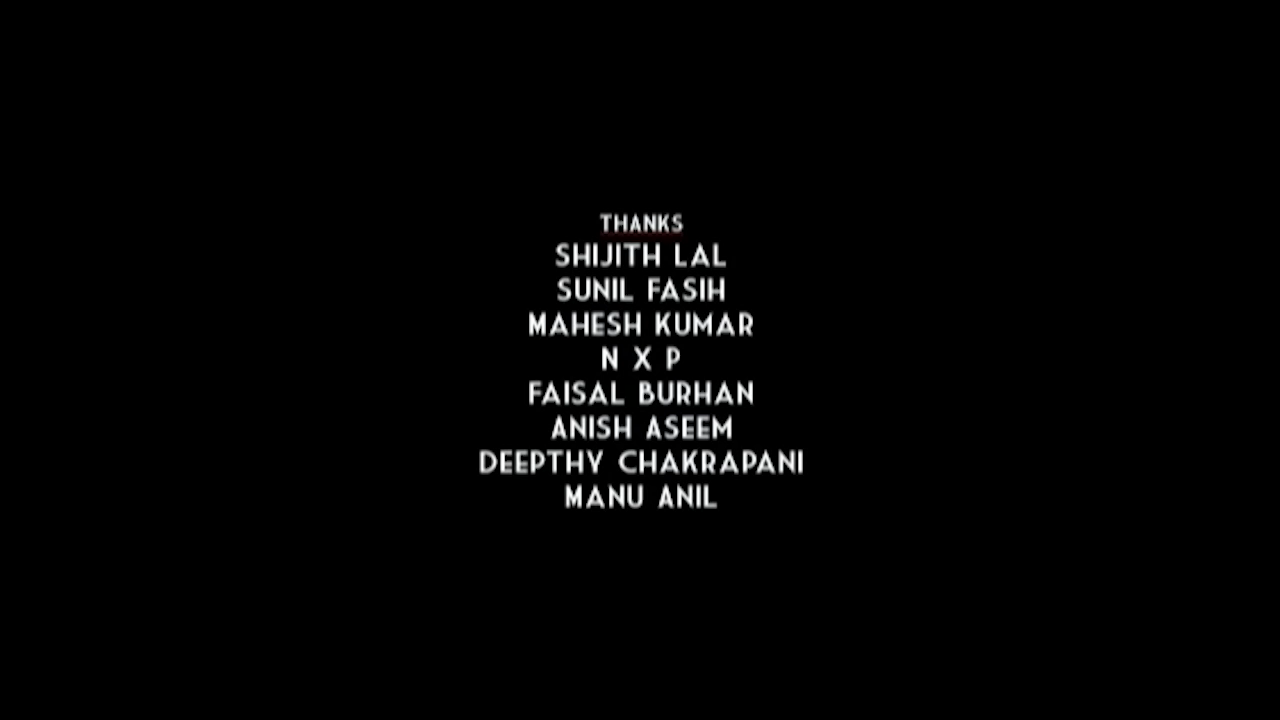 THANKS
SHIJITH LAL
SUNIL FASIH
MAHESH KUMAR
N X P
FAISAL BURHAN
ANISH ASEEM
DEEPTHY CHAKRAPANI
MANU ANIL